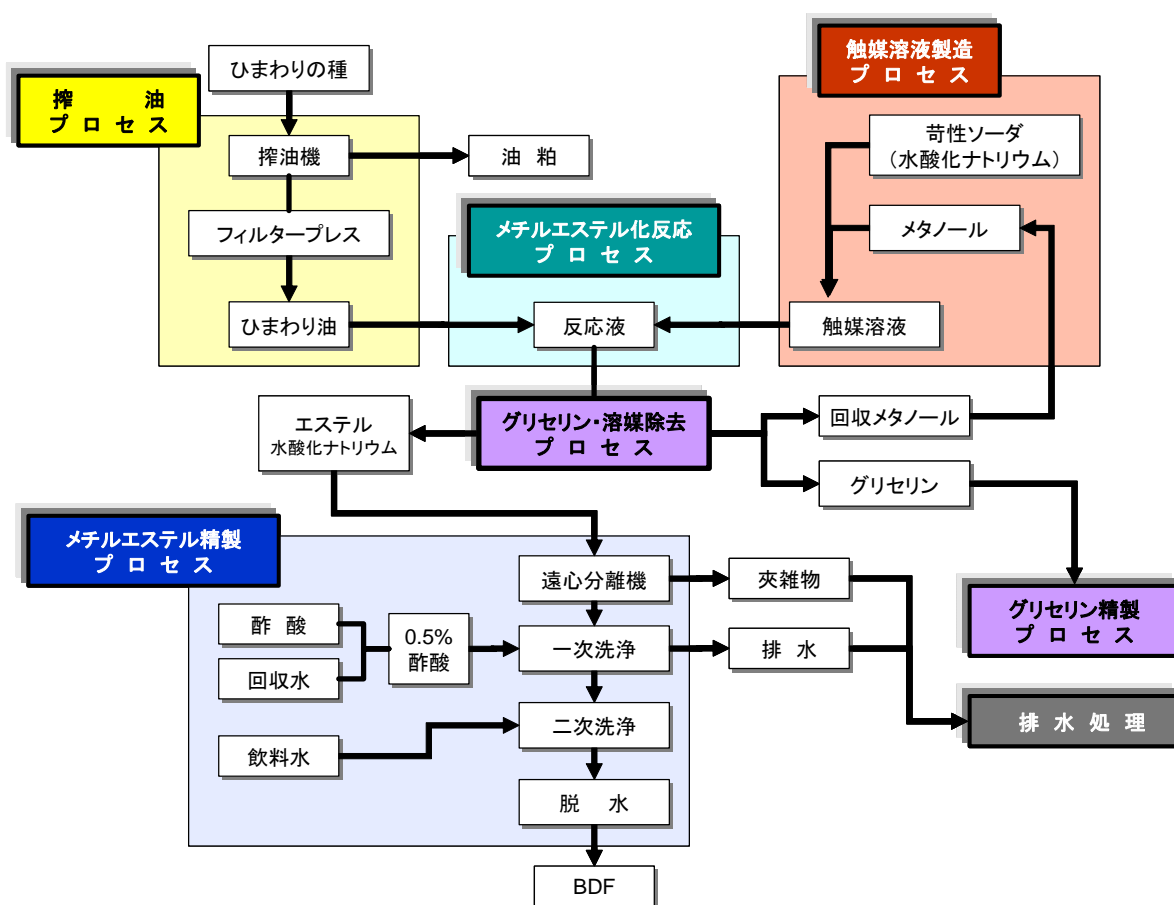 ひまわりの種
搾 油
プ ロ セ ス
搾油機
油 粕
フィルタープレス
ひまわり油
触媒溶液製造
プ ロ セ ス
苛性ソーダ
（水酸化ナトリウム）
メタノール
触媒溶液
メチルエステル化反応
プ ロ セ ス
反応液
エステル
水酸化ナトリウム
グリセリン・溶媒除去
プ ロ セ ス
回収メタノール
グリセリン
メチルエステル精製
プ ロ セ ス
遠心分離機
夾雑物
グリセリン精製
プ ロ セ ス
酢 酸
回収水
0.5%
酢酸
一次洗浄
排 水
二次洗浄
飲料水
排 水 処 理
脱 水
BDF